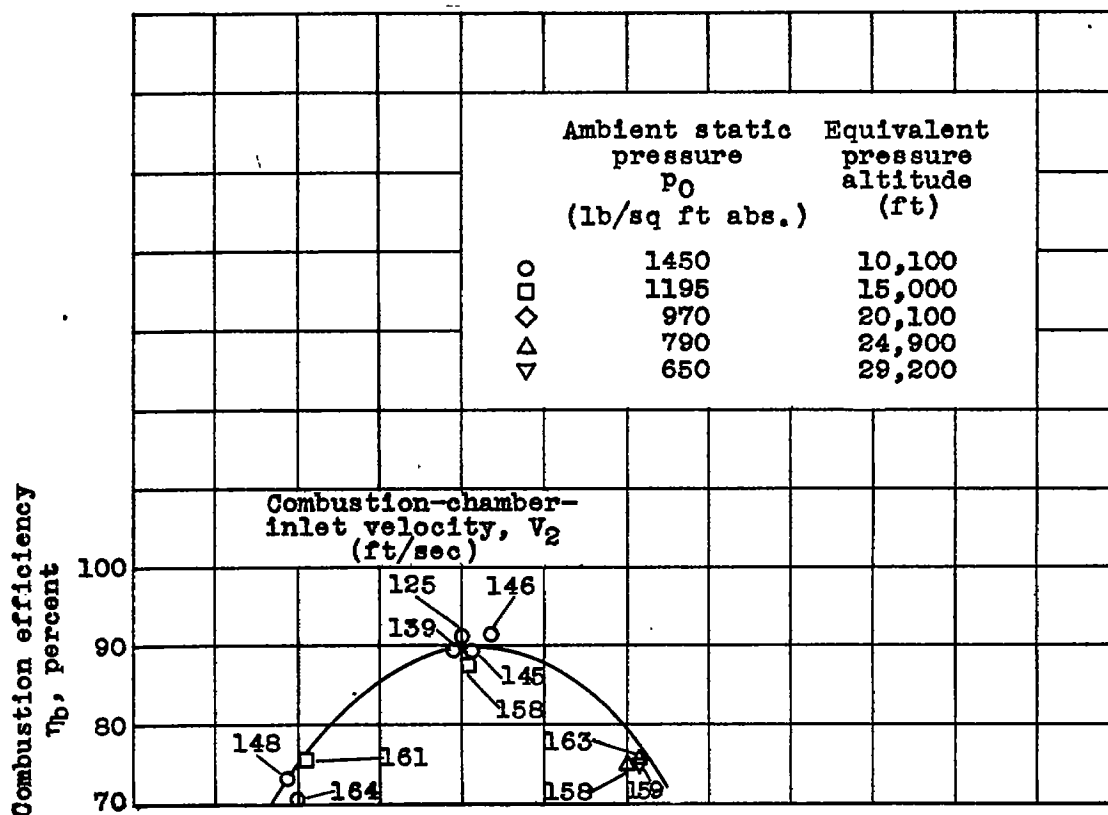 Ambient static Equivalent
pressure pressure
p0 altitude
(lb/sq ft abs.) (ft)
1450 10,100
1195 15,000
970 20,100
790 24,900
650 29,200
Combustion-chamber-
inlet velocity, V2
(ft/sec)
Combustion efficiency
ηb, percent
100
90
80
70
125
146
139
145
158
148
161
164
163
158
159